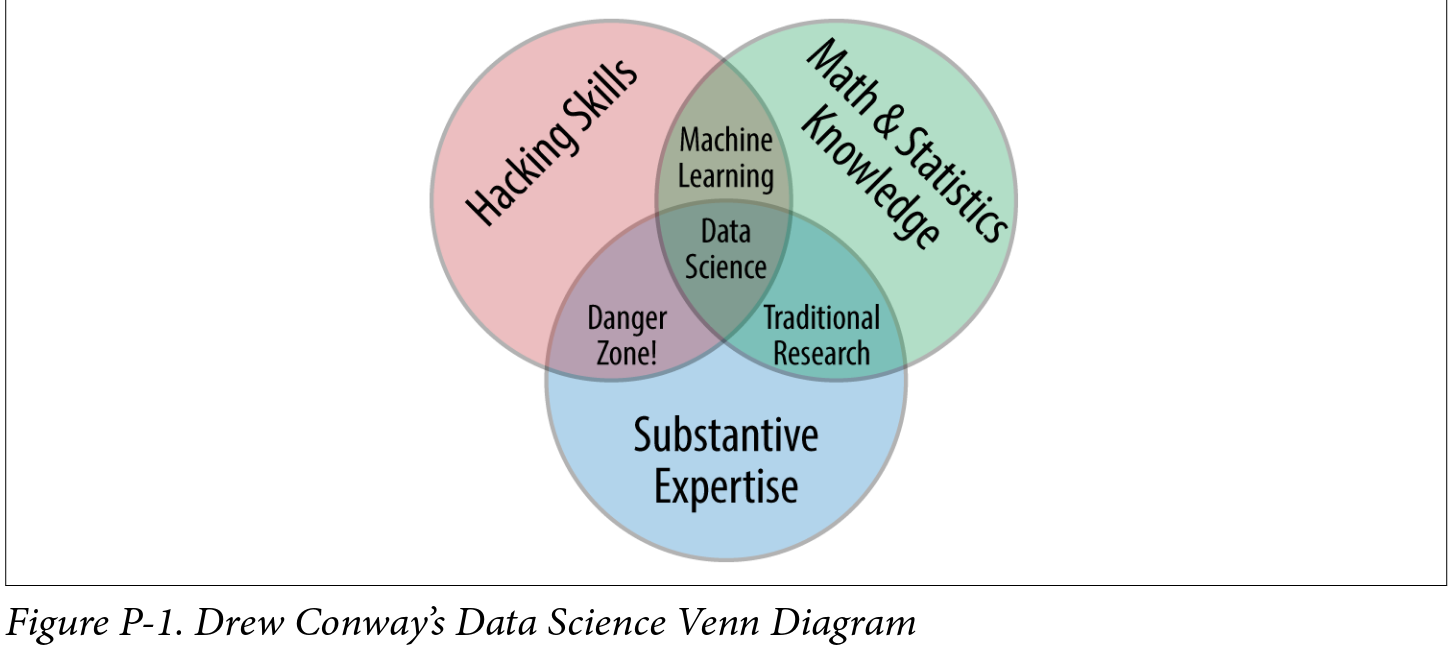 Hacking Skills
Math & Statistics
Knowledge
Machine
Learning
Data
Science
Danger
Zone!
Traditional
Research
Substantive
Expertise
Figure P-1. Drew Conway’s Data Science Venn Diagram